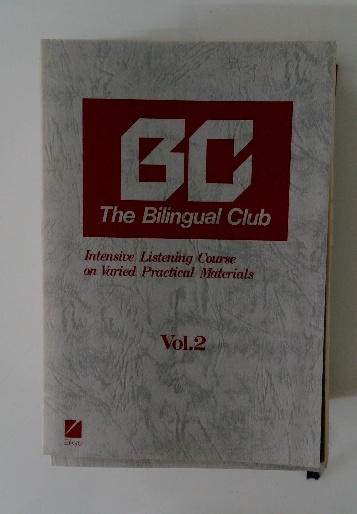 BC
The Bilingual Club
Intensive Listening Course
on Varied Practical Materials
Vol.2